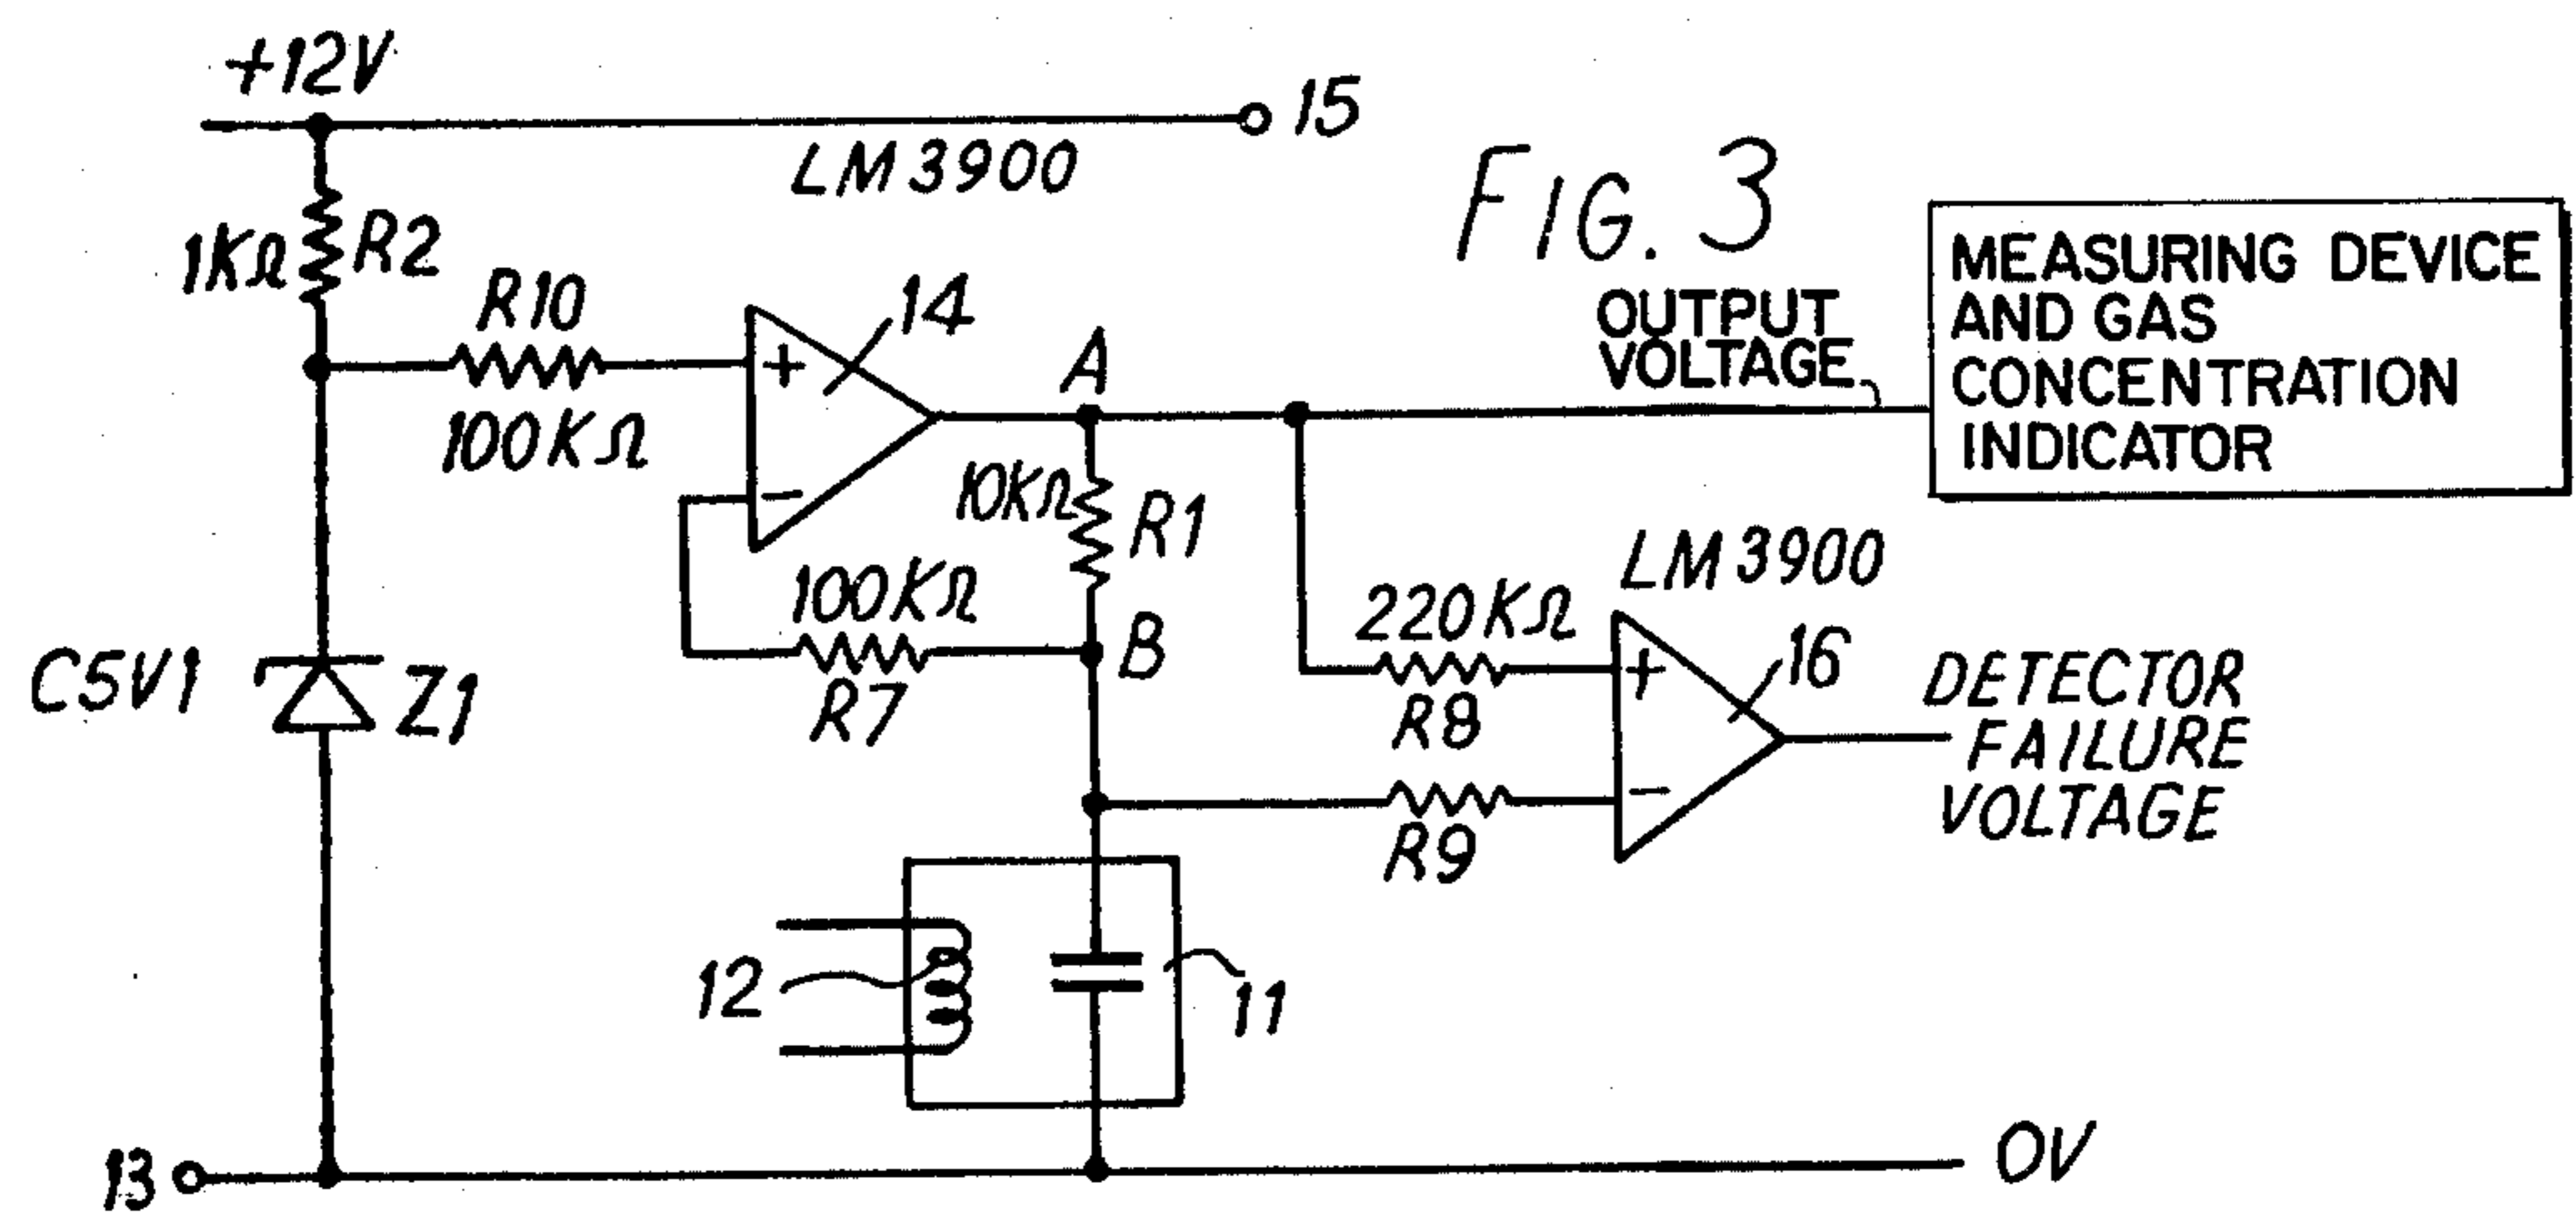 +12V
15
LM3900
FIG. 3
1KΩ
R2
R10
100KΩ
14
A
OUTPUT
VOLTAGE
MEASURING DEVICE
AND GAS
CONCENTRATION
INDICATOR
10KΩ
R1
100KΩ
R7
B
LM3900
220KΩ
R8
16
DETECTOR
FAILURE
VOLTAGE
C5V1
Z1
R9
12
11
13
0V
+
−
+
−